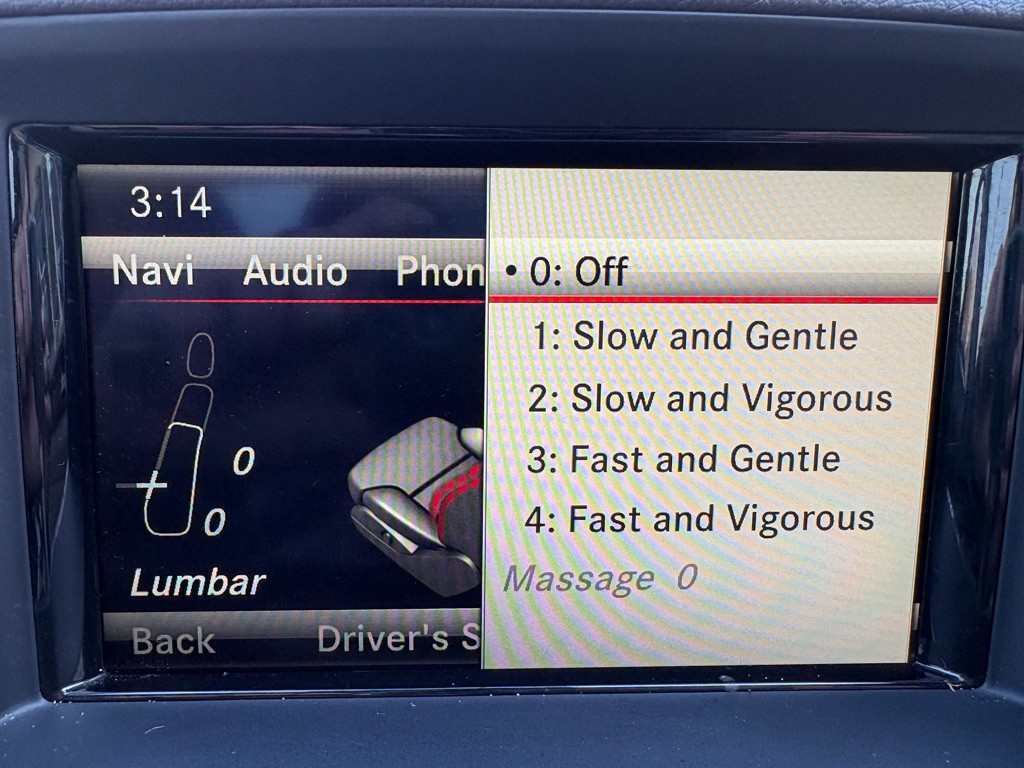 3:14
Navi Audio Phon
• 0: Off
1: Slow and Gentle
2: Slow and Vigorous
3: Fast and Gentle
4: Fast and Vigorous
Massage 0
0
0
Lumbar
Back Driver's S